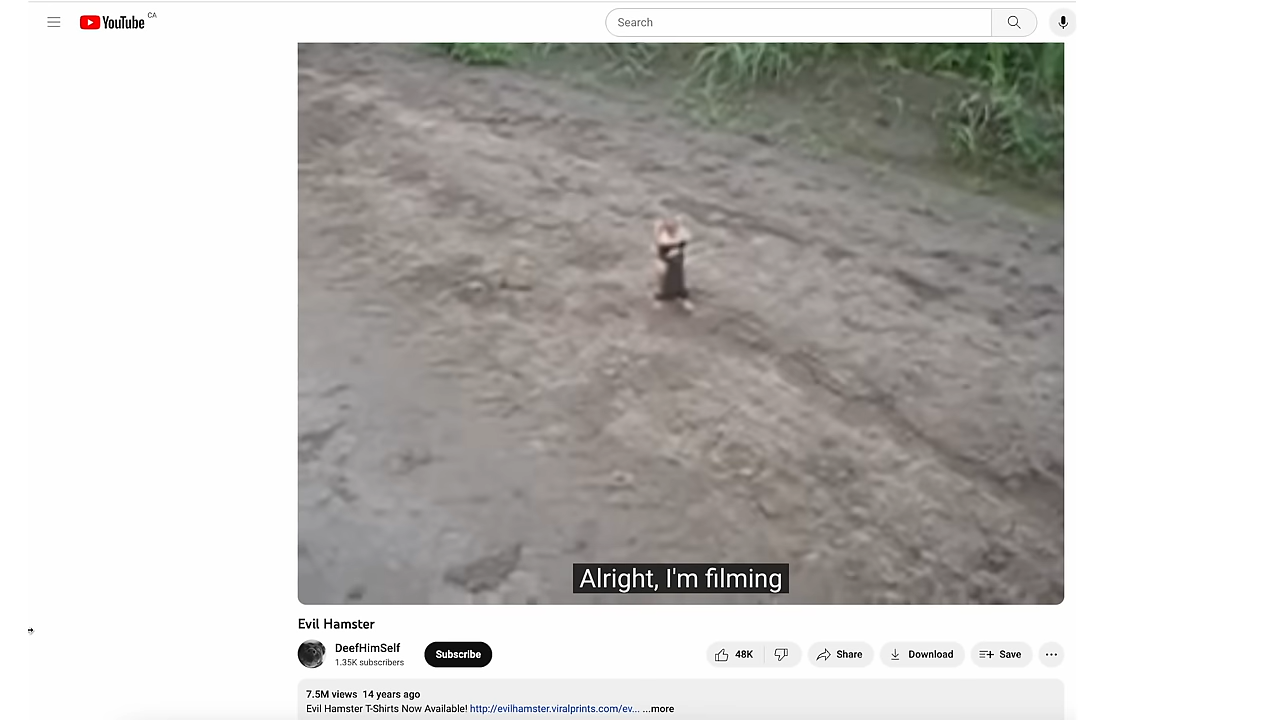 YouTube CA
Search
Alright, I'm filming
Evil Hamster
DeefHimSelf
1.35K subscribers
Subscribe
48K
Share
Download
Save
7.5M views 14 years ago
Evil Hamster T-Shirts Now Available! http://evilhamster.viralprints.com/ev... ...more